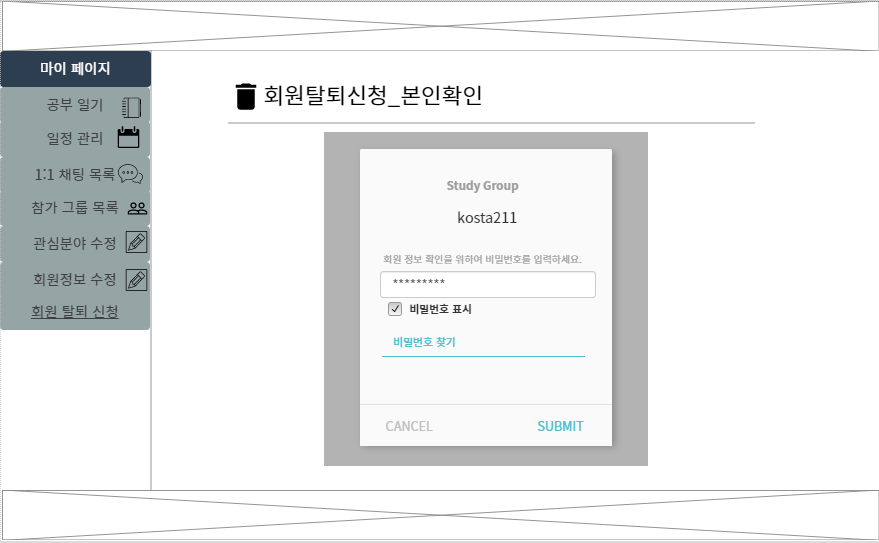 마이 페이지
공부 일기
일정 관리
1:1 채팅 목록
참가 그룹 목록
관심분야 수정
회원정보 수정
회원 탈퇴 신청
회원탈퇴신청_본인확인
Study Group
kosta211
회원 정보 확인을 위하여 비밀번호를 입력하세요.
*********
비밀번호 표시
비밀번호 찾기
CANCEL SUBMIT